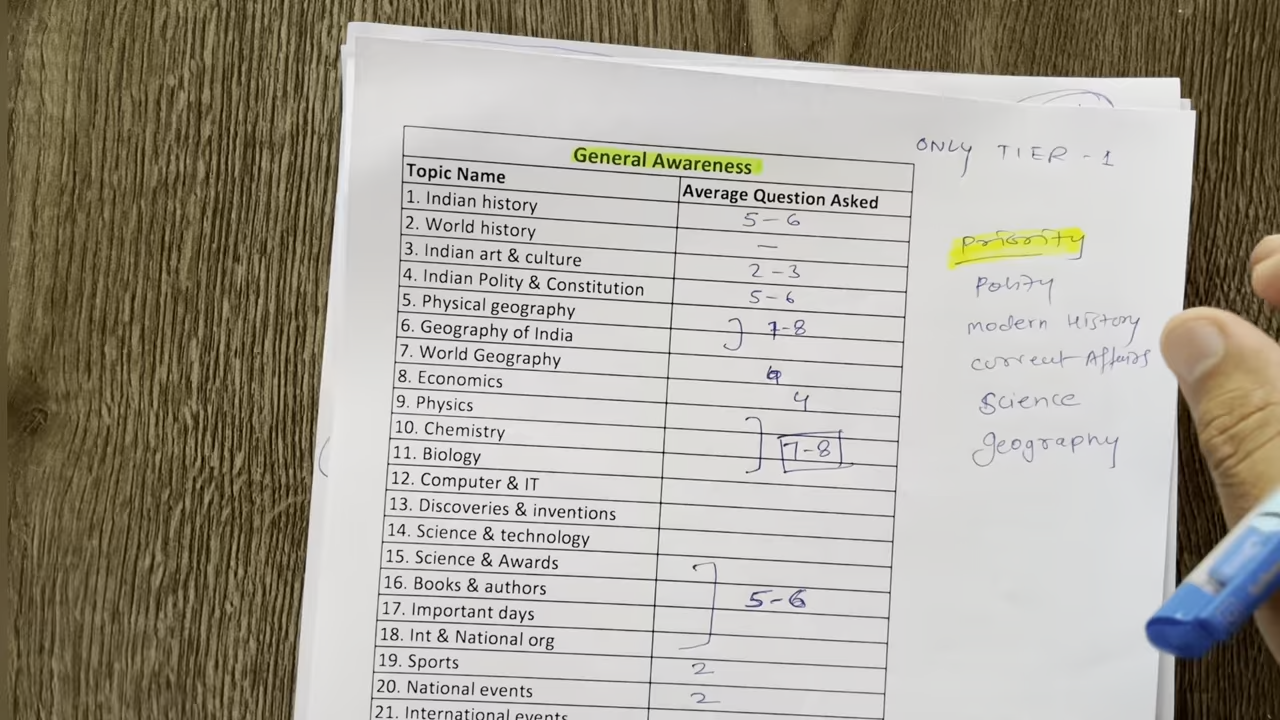 ONLY TIER - 1
General Awareness
Topic Name Average Question Asked
1. Indian history 5-6
2. World history —
3. Indian art & culture 2-3
4. Indian Polity & Constitution 5-6
5. Physical geography
6. Geography of India ] 7-8
7. World Geography
8. Economics 4
9. Physics
10. Chemistry ] 7-8
11. Biology
12. Computer & IT
13. Discoveries & inventions
14. Science & technology
15. Science & Awards
16. Books & authors ] 5-6
17. Important days
18. Int & National org
19. Sports 2
20. National events 2
21. International events
Priority
Polity
modern History
current Affairs
Science
geography